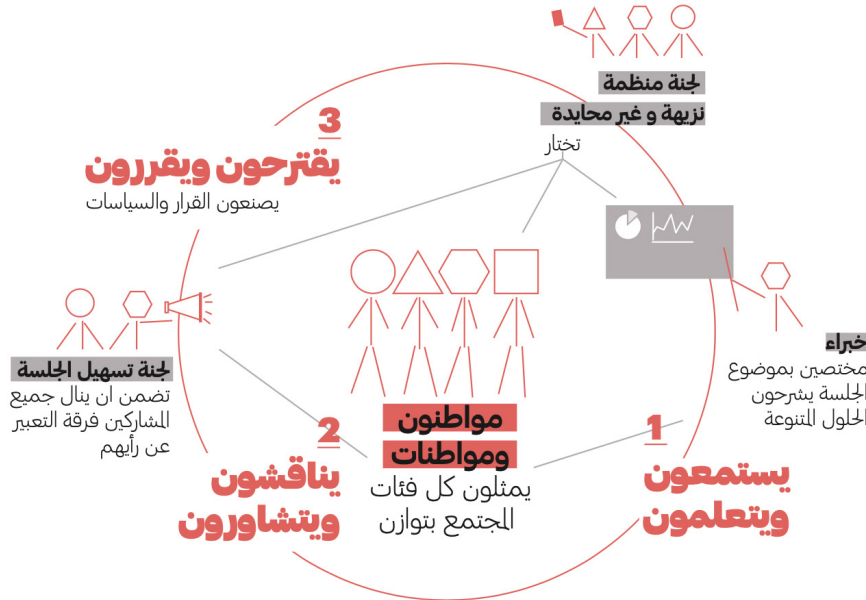 لجنة منظمة
نزيهة و غير محايدة
تختار
خبراء
مختصين بموضوع
الجلسة يشرحون
الحلول المتنوعة
1
يستمعون
ويتعلمون
مواطنون
ومواطنات
يمثلون كل فئات
المجتمع بتوازن
2
يناقشون
ويتشاورون
لجنة تسهيل الجلسة
تضمن ان ينال جميع
المشاركين فرقة التعبير
عن رأيهم
3
يقترحون ويقررون
يصنعون القرار والسياسات